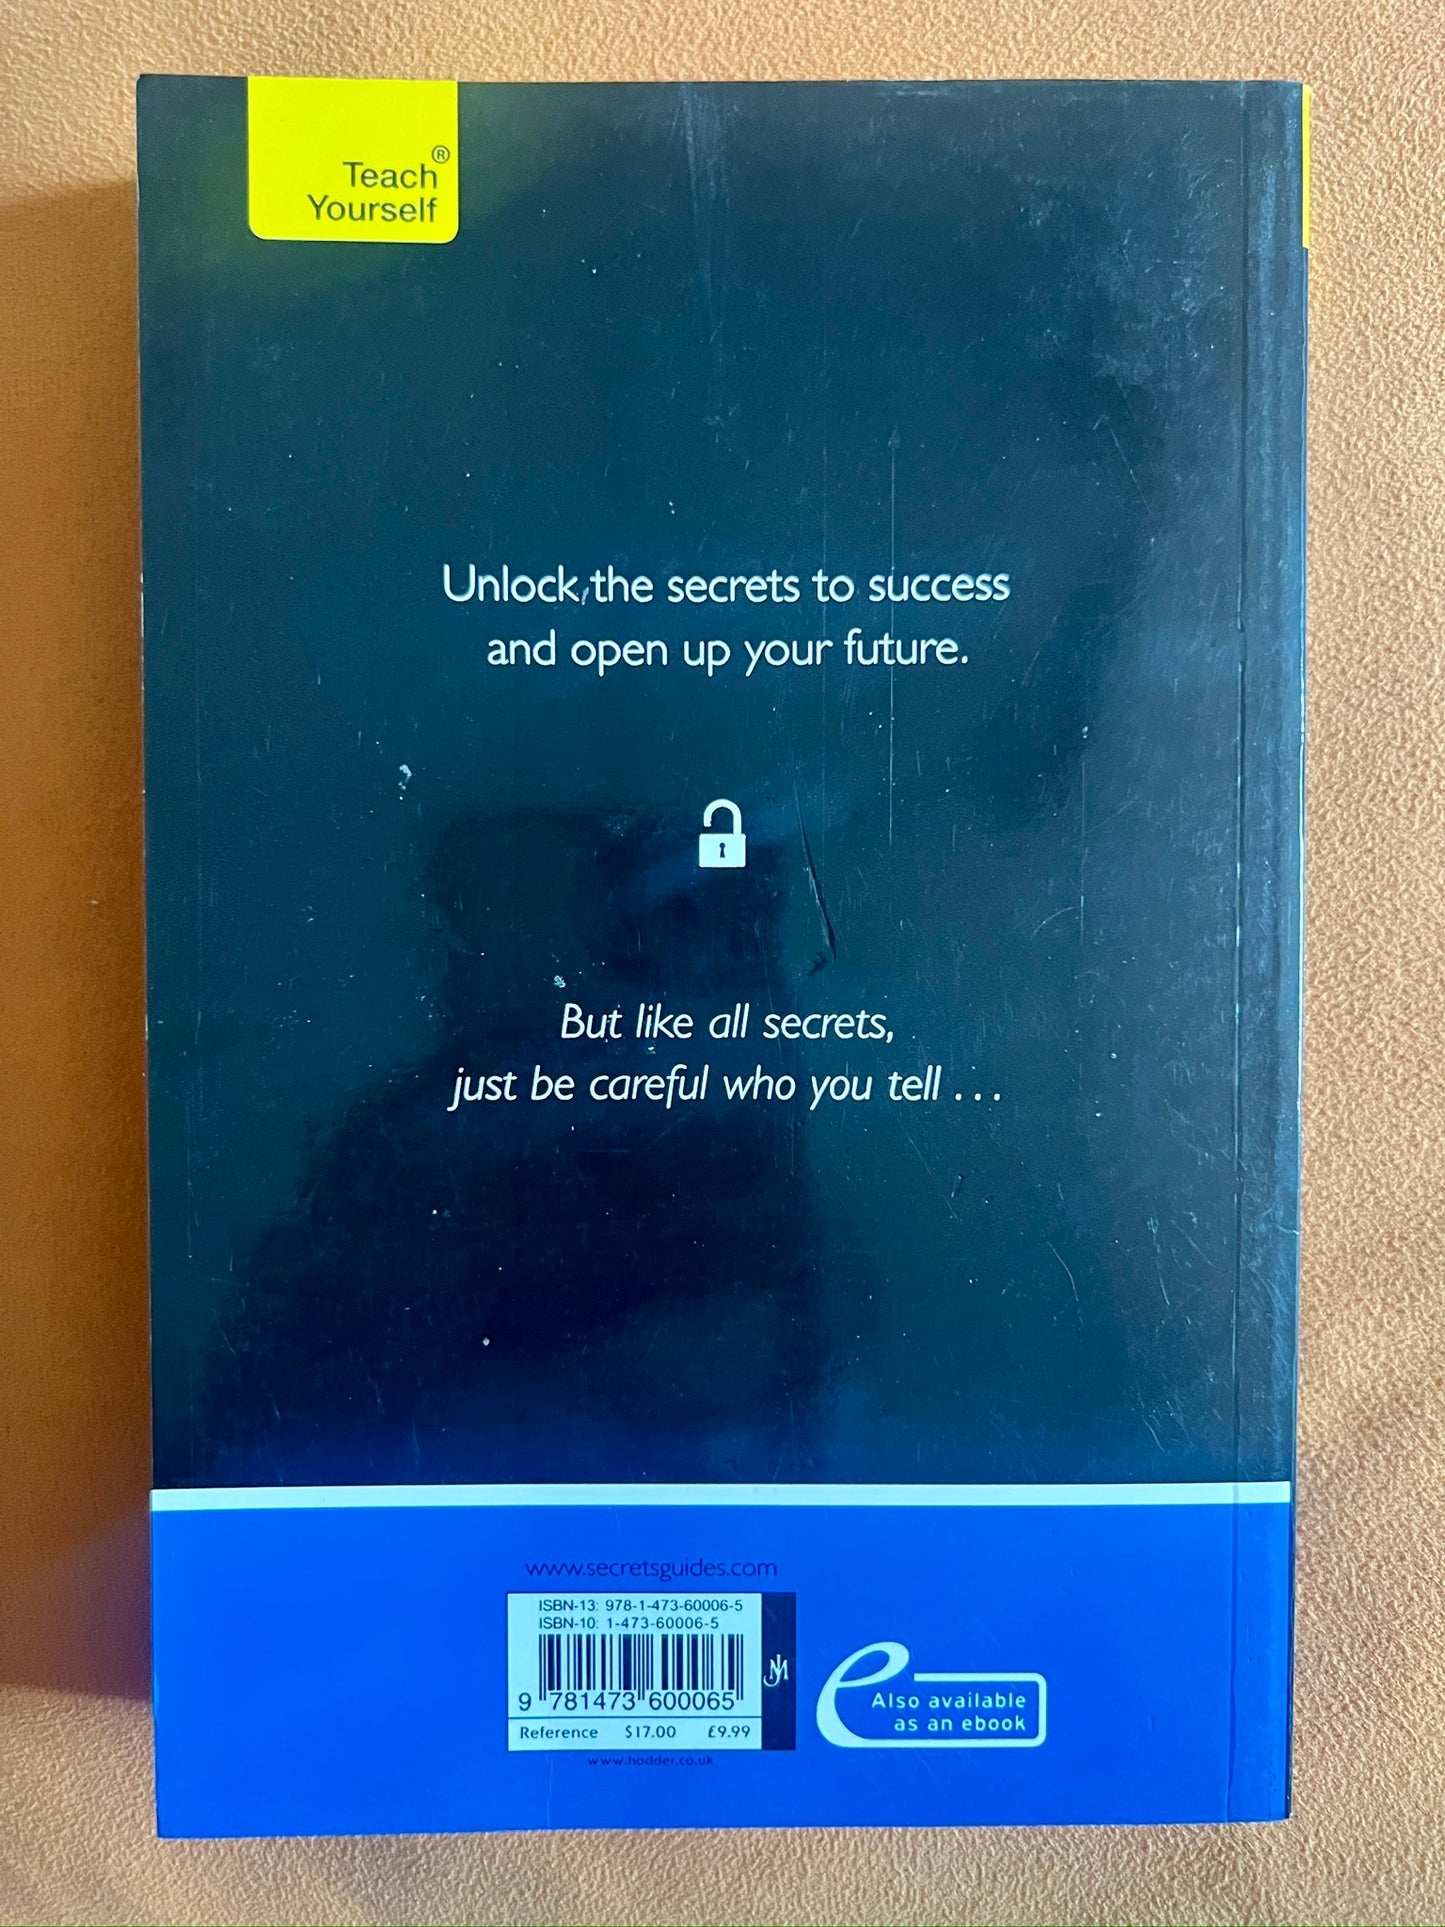 Teach®
Yourself
Unlock the secrets to success
and open up your future.
But like all secrets,
just be careful who you tell . . .
www.secretsguides.com
ISBN-13: 978-1-473-60006-5
ISBN-10: 1-473-60006-5
9 781473 600065
Reference $17.00 £9.99
www.hodder.co.uk
JM
Also available
as an ebook